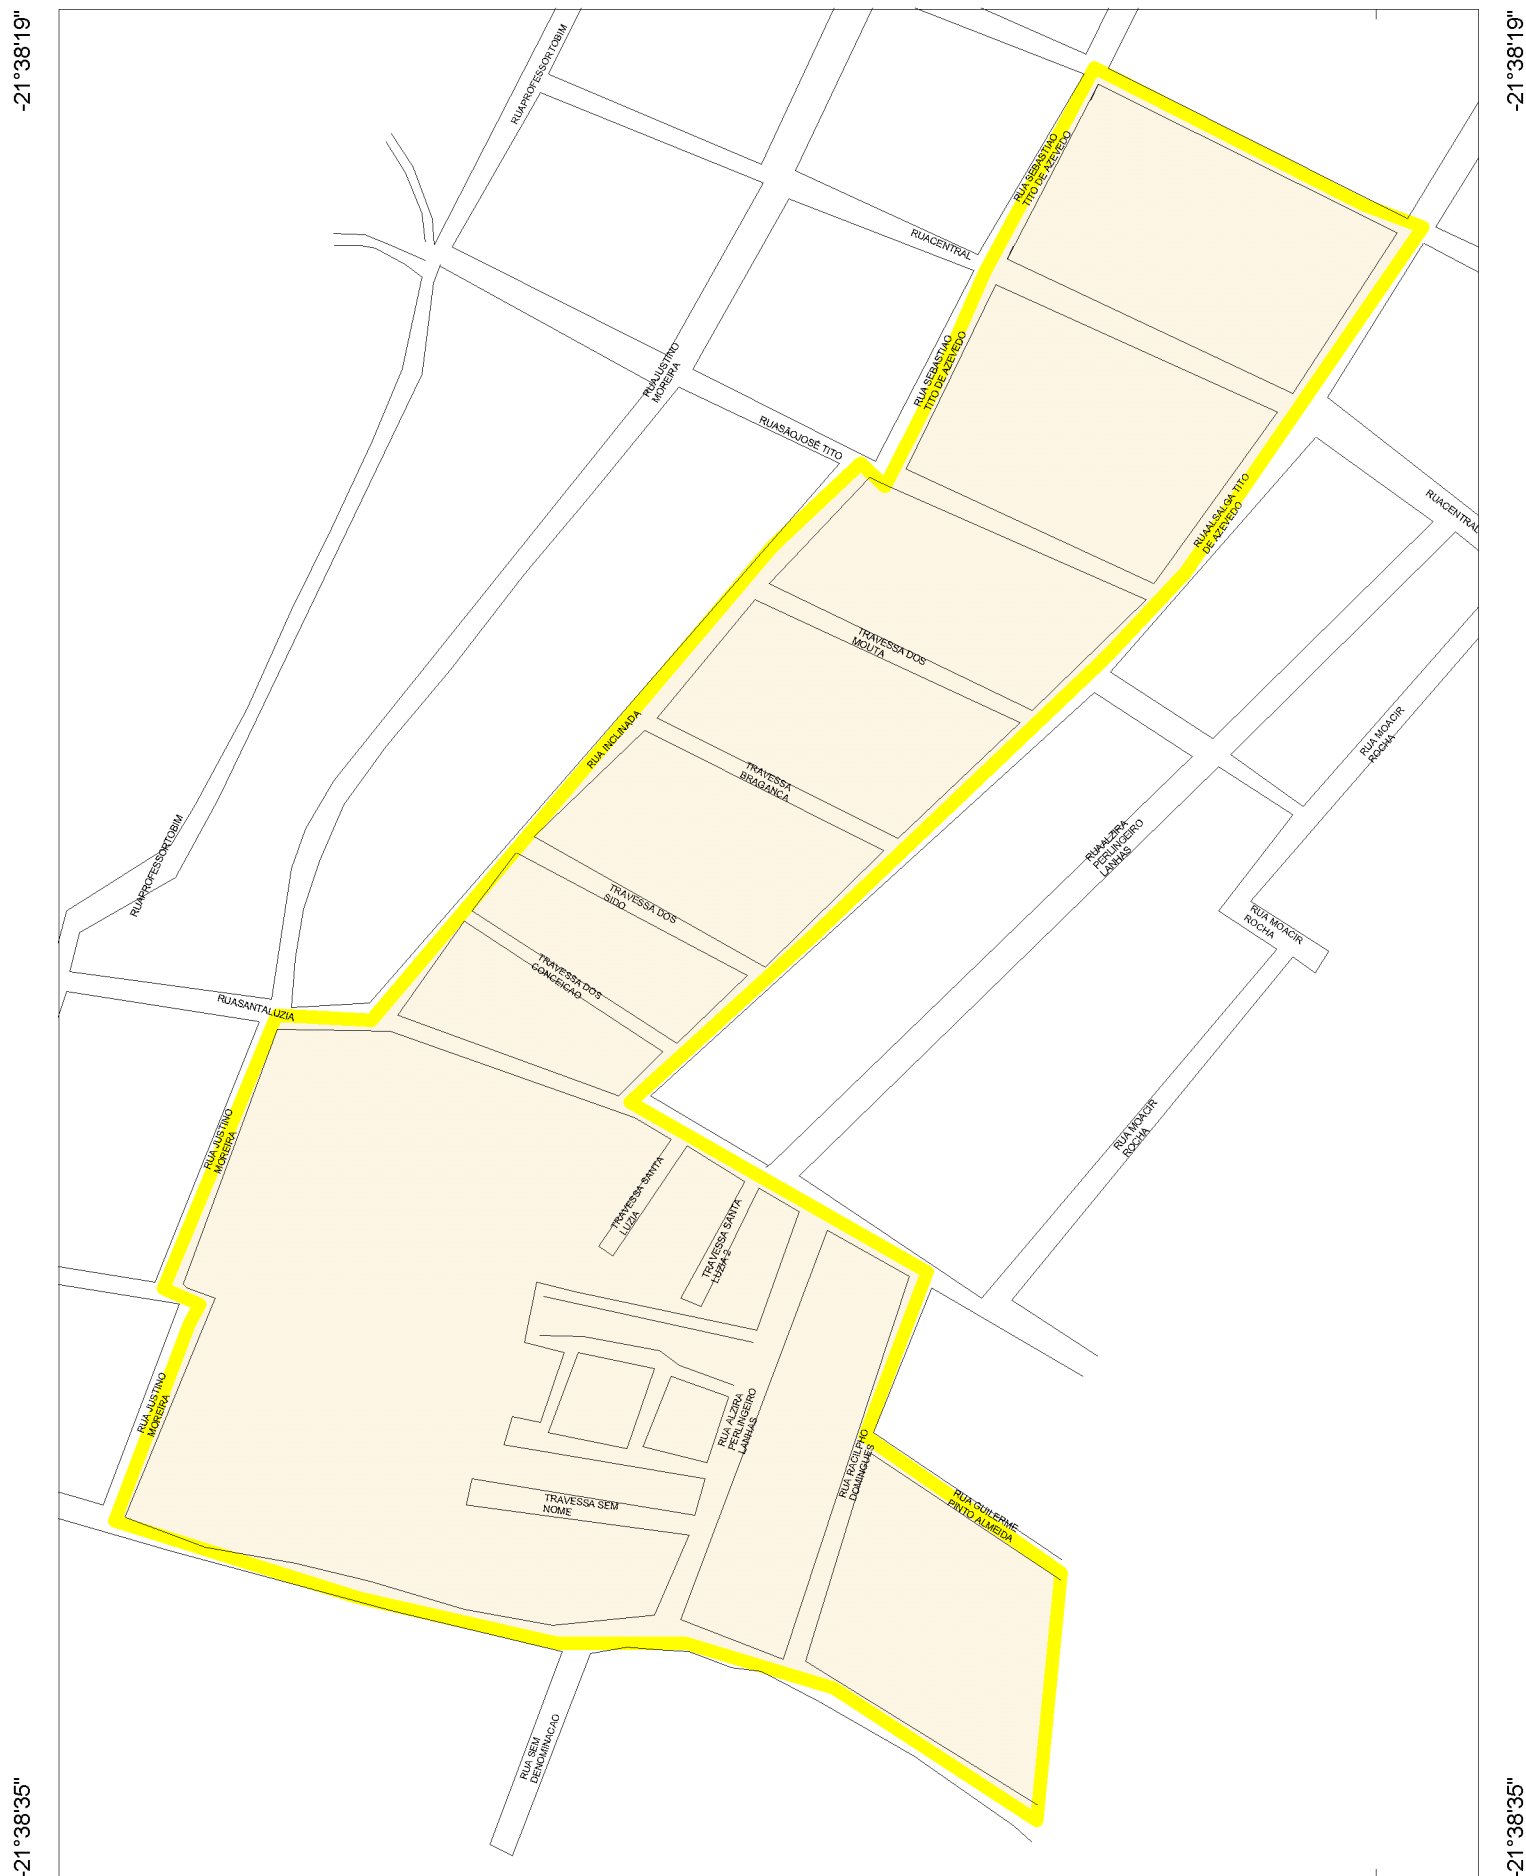 -21°38'19"
-21°38'19"
RUAPROFESSORTOBIM
RUA SEBASTIAO
TITO DE AZEVEDO
RUACENTRAL
RUA SEBASTIAO
TITO DE AZEVEDO
RUAJUSTINO
MOREIRA
RUASÃOJOSÉ TITO
RUAALSALGA TITO
DE AZEVEDO
RUACENTRAL
TRAVESSA DOS
MOUTA
RUA INCLINADA
RUA MOACIR
ROCHA
TRAVESSA
BRAGANCA
RUAALZIRA
PERLINGEIRO
LANHAS
RUAPROFESSORTOBIM
TRAVESSA DOS
SIDO
RUA MOACIR
ROCHA
TRAVESSA DOS
CONCEICAO
RUASANTALUZIA
RUA JUSTINO
MOREIRA
RUA MOACIR
ROCHA
TRAVESSA SANTA
LUZIA
TRAVESSA SANTA
LUZIA 2
RUA JUSTINO
MOREIRA
RUA ALZIRA
PERLINGEIRO
LANHAS
RUA RACILPHO
DOMINGUES
TRAVESSA SEM
NOME
RUA GUILERME
PINTO ALMEIDA
RUA SEM
DENOMINACAO
-21°38'35"
-21°38'35"